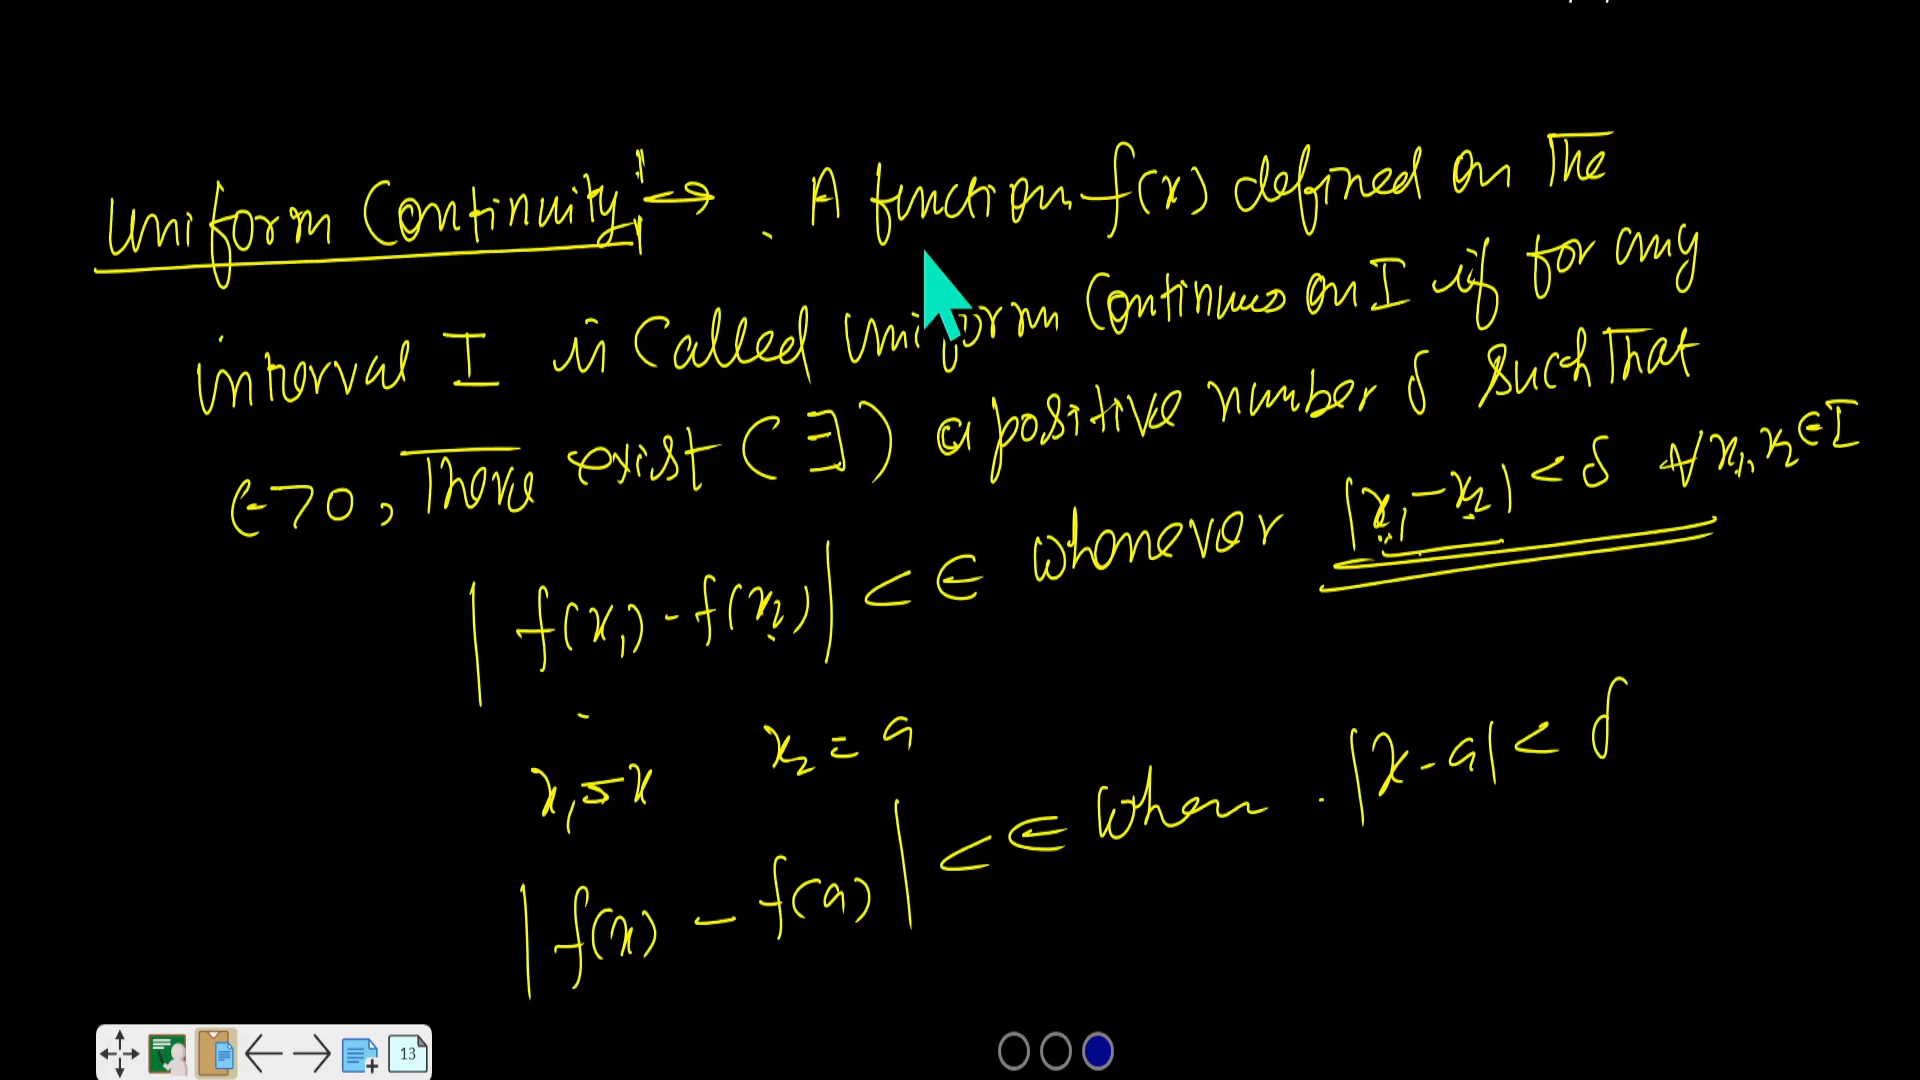 Uniform Continuity :→ . A function f(x) defined on the
interval I is called uniform continuous on I if for any
∈>0, there exist (∃) a positive number δ such that
|f(x₁) - f(x₂)| < ∈ whenever |x₁ - x₂| < δ ∀ x₁, x₂ ∈ I
x₁ = x x₂ = a
|f(x) - f(a)| < ∈ when . |x - a| < δ
13